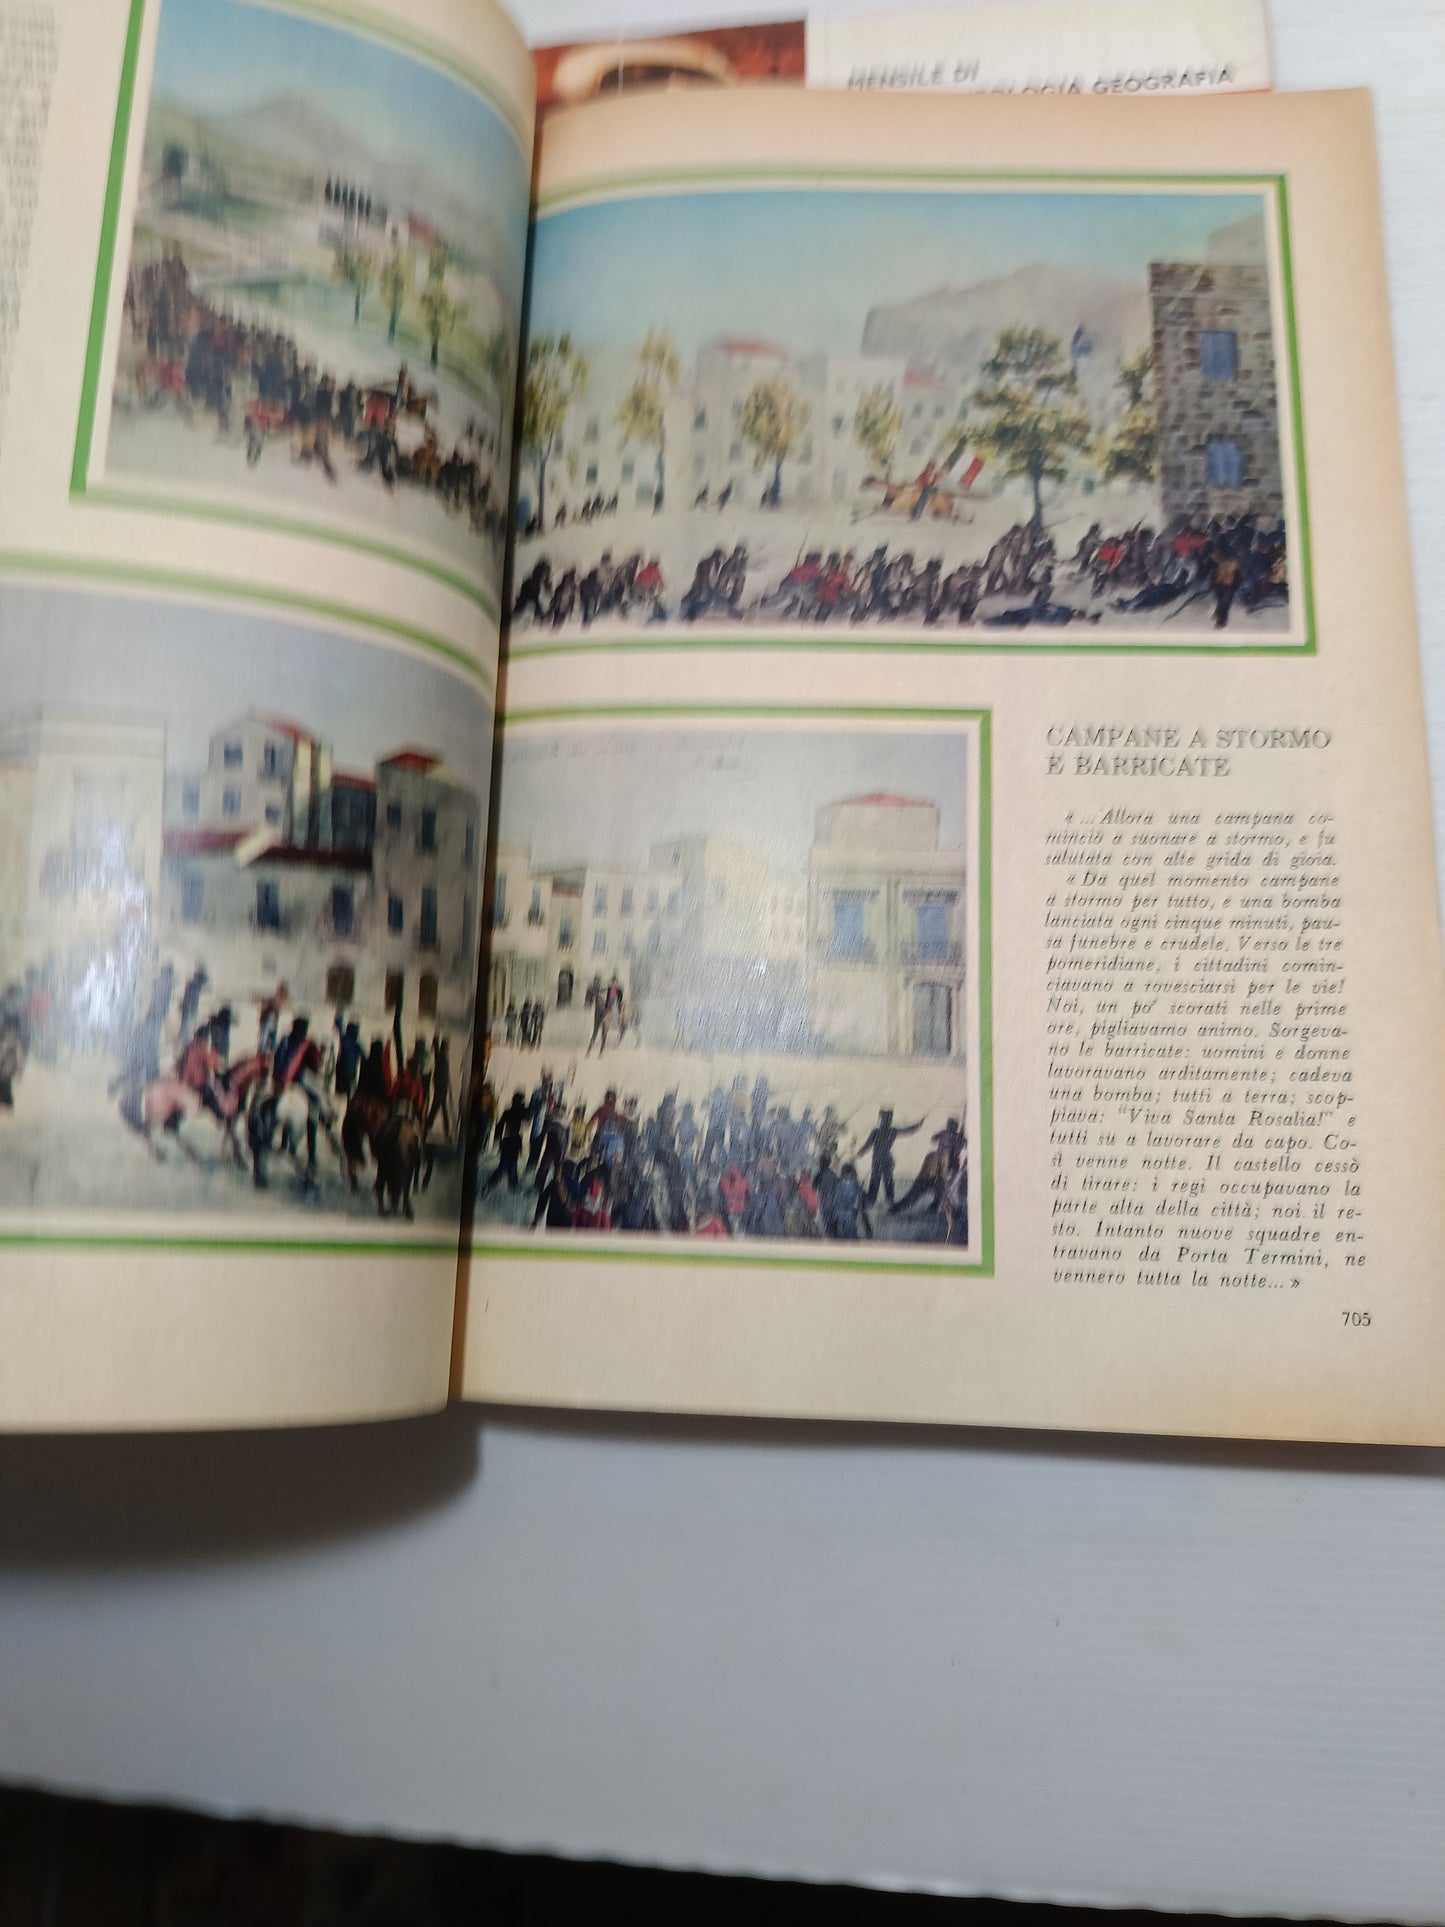 MENSILE DI
GEOGRAFIA
CAMPANE A STORMO
E BARRICATE
« ... Allora una campana co-
minciò a suonare a stormo, e fu
salutata con alte grida di gioia.
« Da quel momento campane
a stormo per tutto, e una bomba
lanciata ogni cinque minuti, pau-
sa funebre e crudele. Verso le tre
pomeridiane, i cittadini comin-
ciavano a rovesciarsi per le vie!
Noi, un po' scorati nelle prime
ore, pigliavamo animo. Sorgeva-
no le barricate: uomini e donne
lavoravano arditamente; cadeva
una bomba; tutti a terra; scop-
piava: "Viva Santa Rosalia!" e
tutti su a lavorare da capo. Co-
sì venne notte. Il castello cessò
di tirare: i regi occupavano la
parte alta della città; noi il re-
sto. Intanto nuove squadre en-
travano da Porta Termini, ne
vennero tutta la notte... »
705